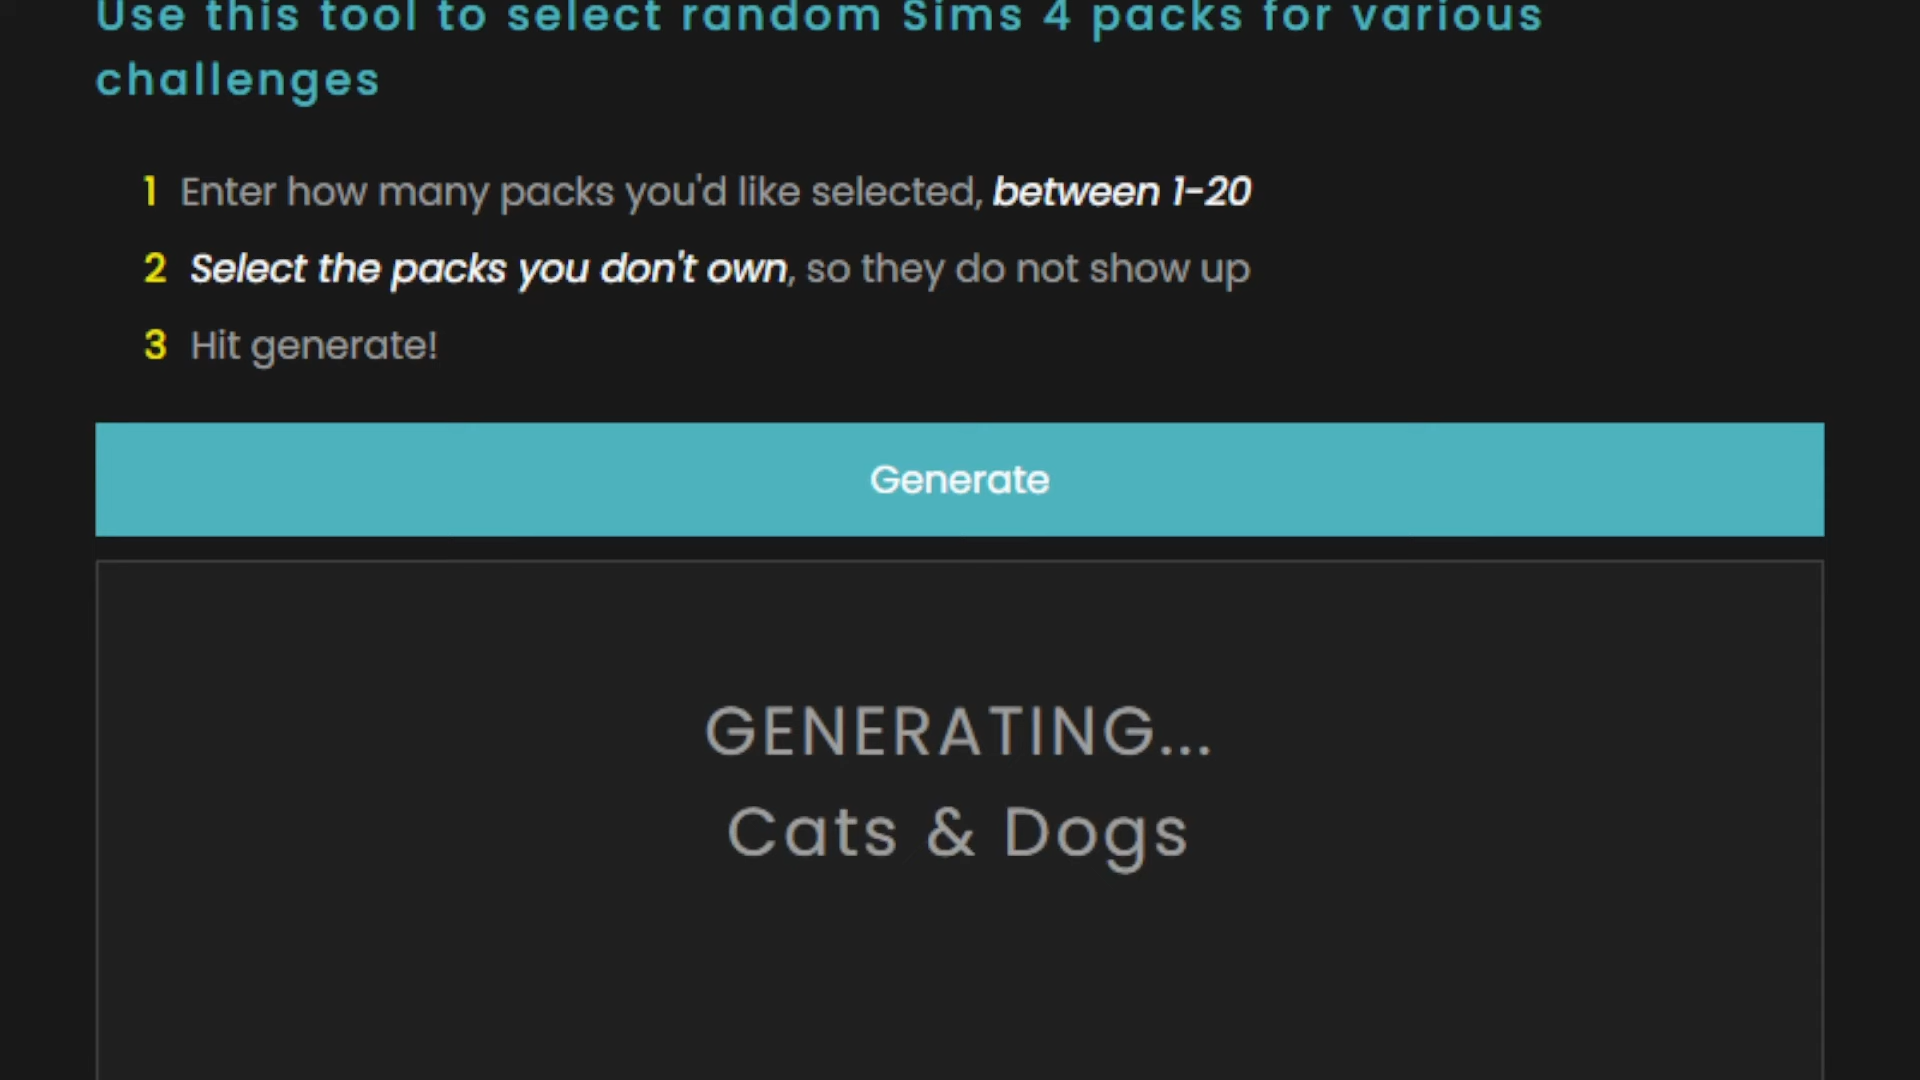 Use this tool to select random Sims 4 packs for various
challenges
1 Enter how many packs you'd like selected, between 1-20
2 Select the packs you don't own, so they do not show up
3 Hit generate!
Generate
GENERATING...
Cats & Dogs